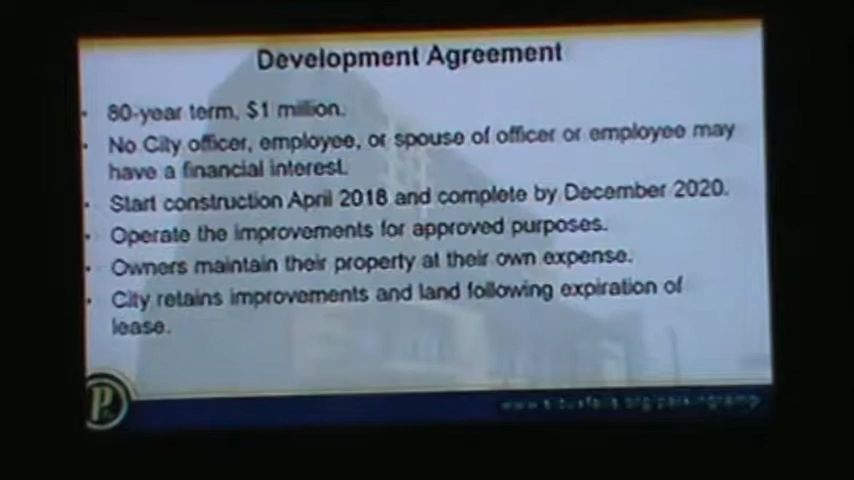 Development Agreement
• 80-year term, $1 million.
• No City officer, employee, or spouse of officer or employee may
have a financial interest.
• Start construction April 2018 and complete by December 2020.
• Operate the improvements for approved purposes.
• Owners maintain their property at their own expense.
• City retains improvements and land following expiration of
lease.
P